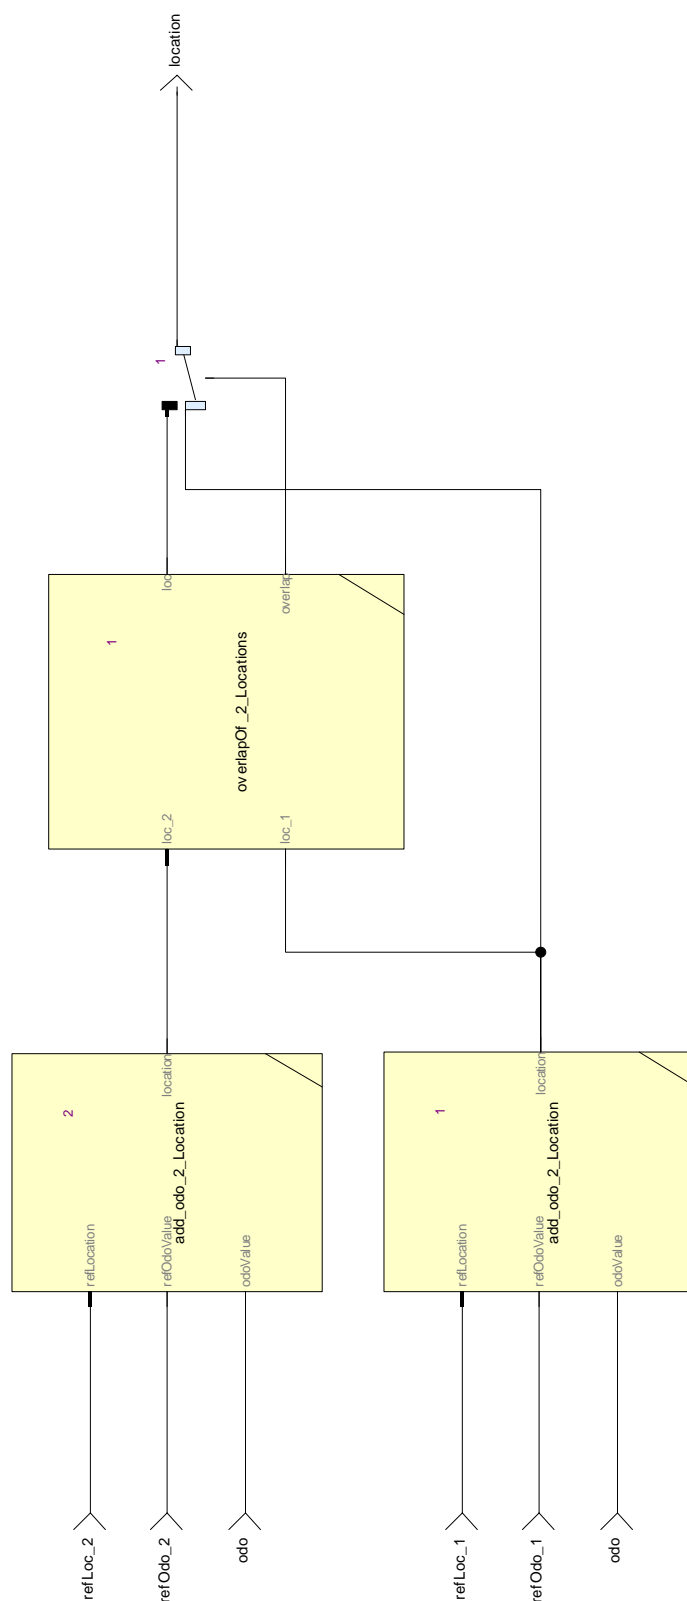 refLoc_2
refOdo_2
odo
refLocation
refOdoValue
odoValue
2
add_odo_2_Location
location
refLoc_1
refOdo_1
odo
refLocation
refOdoValue
odoValue
1
add_odo_2_Location
location
loc_2
loc_1
1
overlapOf_2_Locations
loc
overlap
1
location